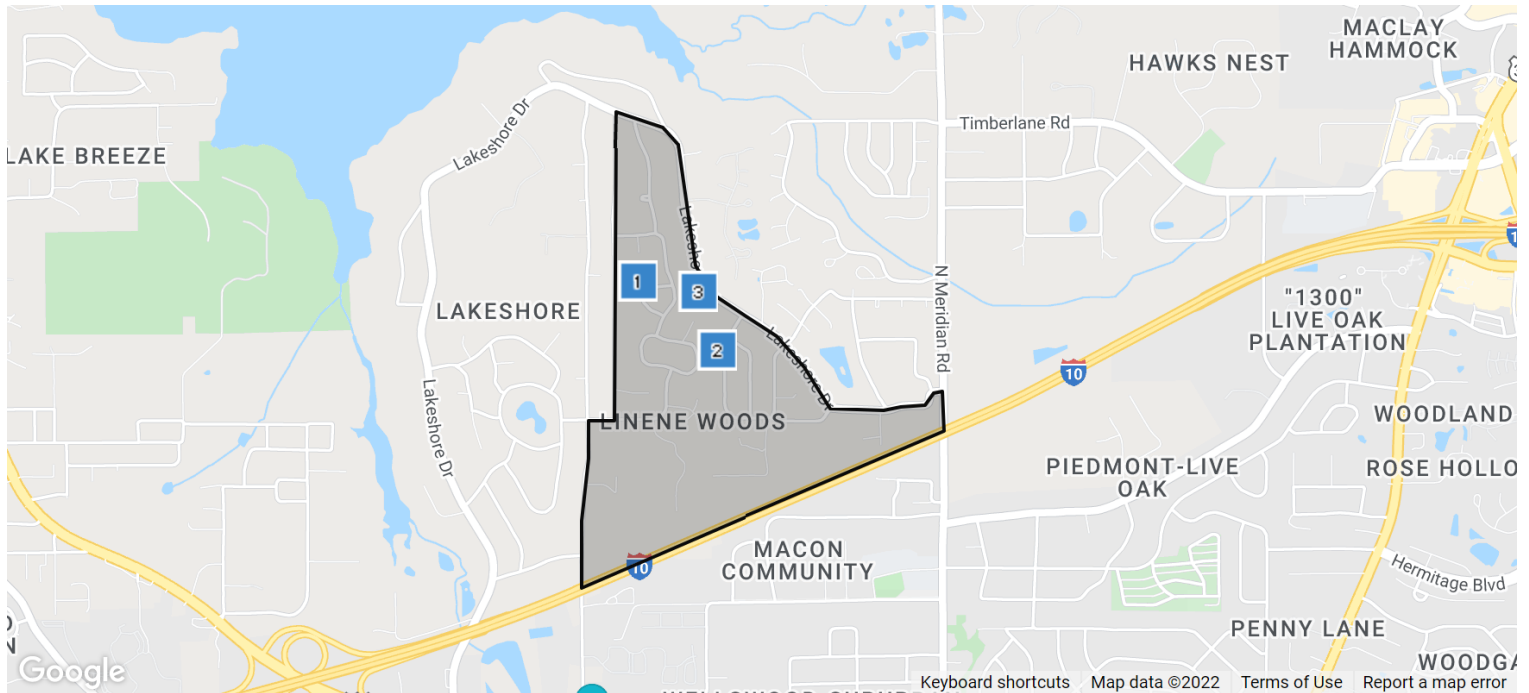 MACLAY
HAMMOCK
HAWKS NEST
Lakeshore Dr
Timberlane Rd
LAKE BREEZE
Lakesho
N Meridian Rd
1
3
"1300"
LIVE OAK
PLANTATION
LAKESHORE
2
Lakeshore Dr
10
Lakeshore Dr
LINENE WOODS
WOODLAND
PIEDMONT-LIVE
OAK
ROSE HOLLO
MACON
COMMUNITY
10
Hermitage Blvd
PENNY LANE
WOODGA
Google
Keyboard shortcuts
Map data ©2022
Terms of Use
Report a map error